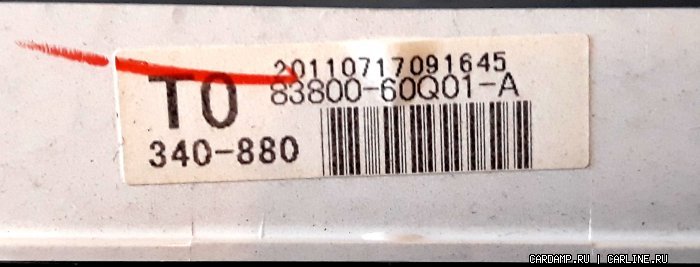 20110717091645
T0 83800-60Q01-A
340-880
CARDAMP.RU | CARLINE.RU